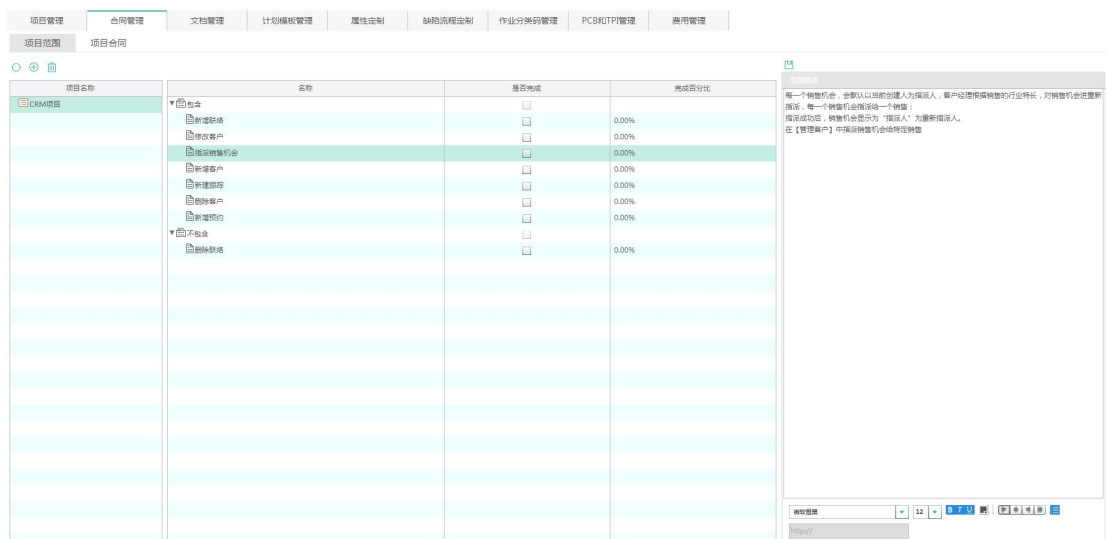 项目管理 合同管理 文档管理 计划模板管理 属性定制 缺陷流程定制 作业分类码管理 PCB和TPI管理 费用管理
项目范围 项目合同
项目名称 名称 是否完成 完成百分比
范围描述
CRM项目
包含
新增联络 0.00%
修改客户 0.00%
指派销售机会 0.00%
新增客户 0.00%
新建跟踪 0.00%
删除客户 0.00%
新增预约 0.00%
不包含
删除联络 0.00%
每一个销售机会，会默认以当前创建人为指派人，客户经理根据销售的行业特长，对销售机会进重新
指派，每一个销售机会指派给一个销售；
指派成功后，销售机会显示为“指派人”为重新指派人。
在【管理客户】中指派销售机会给特定销售
微软雅黑 12 B T U
http://